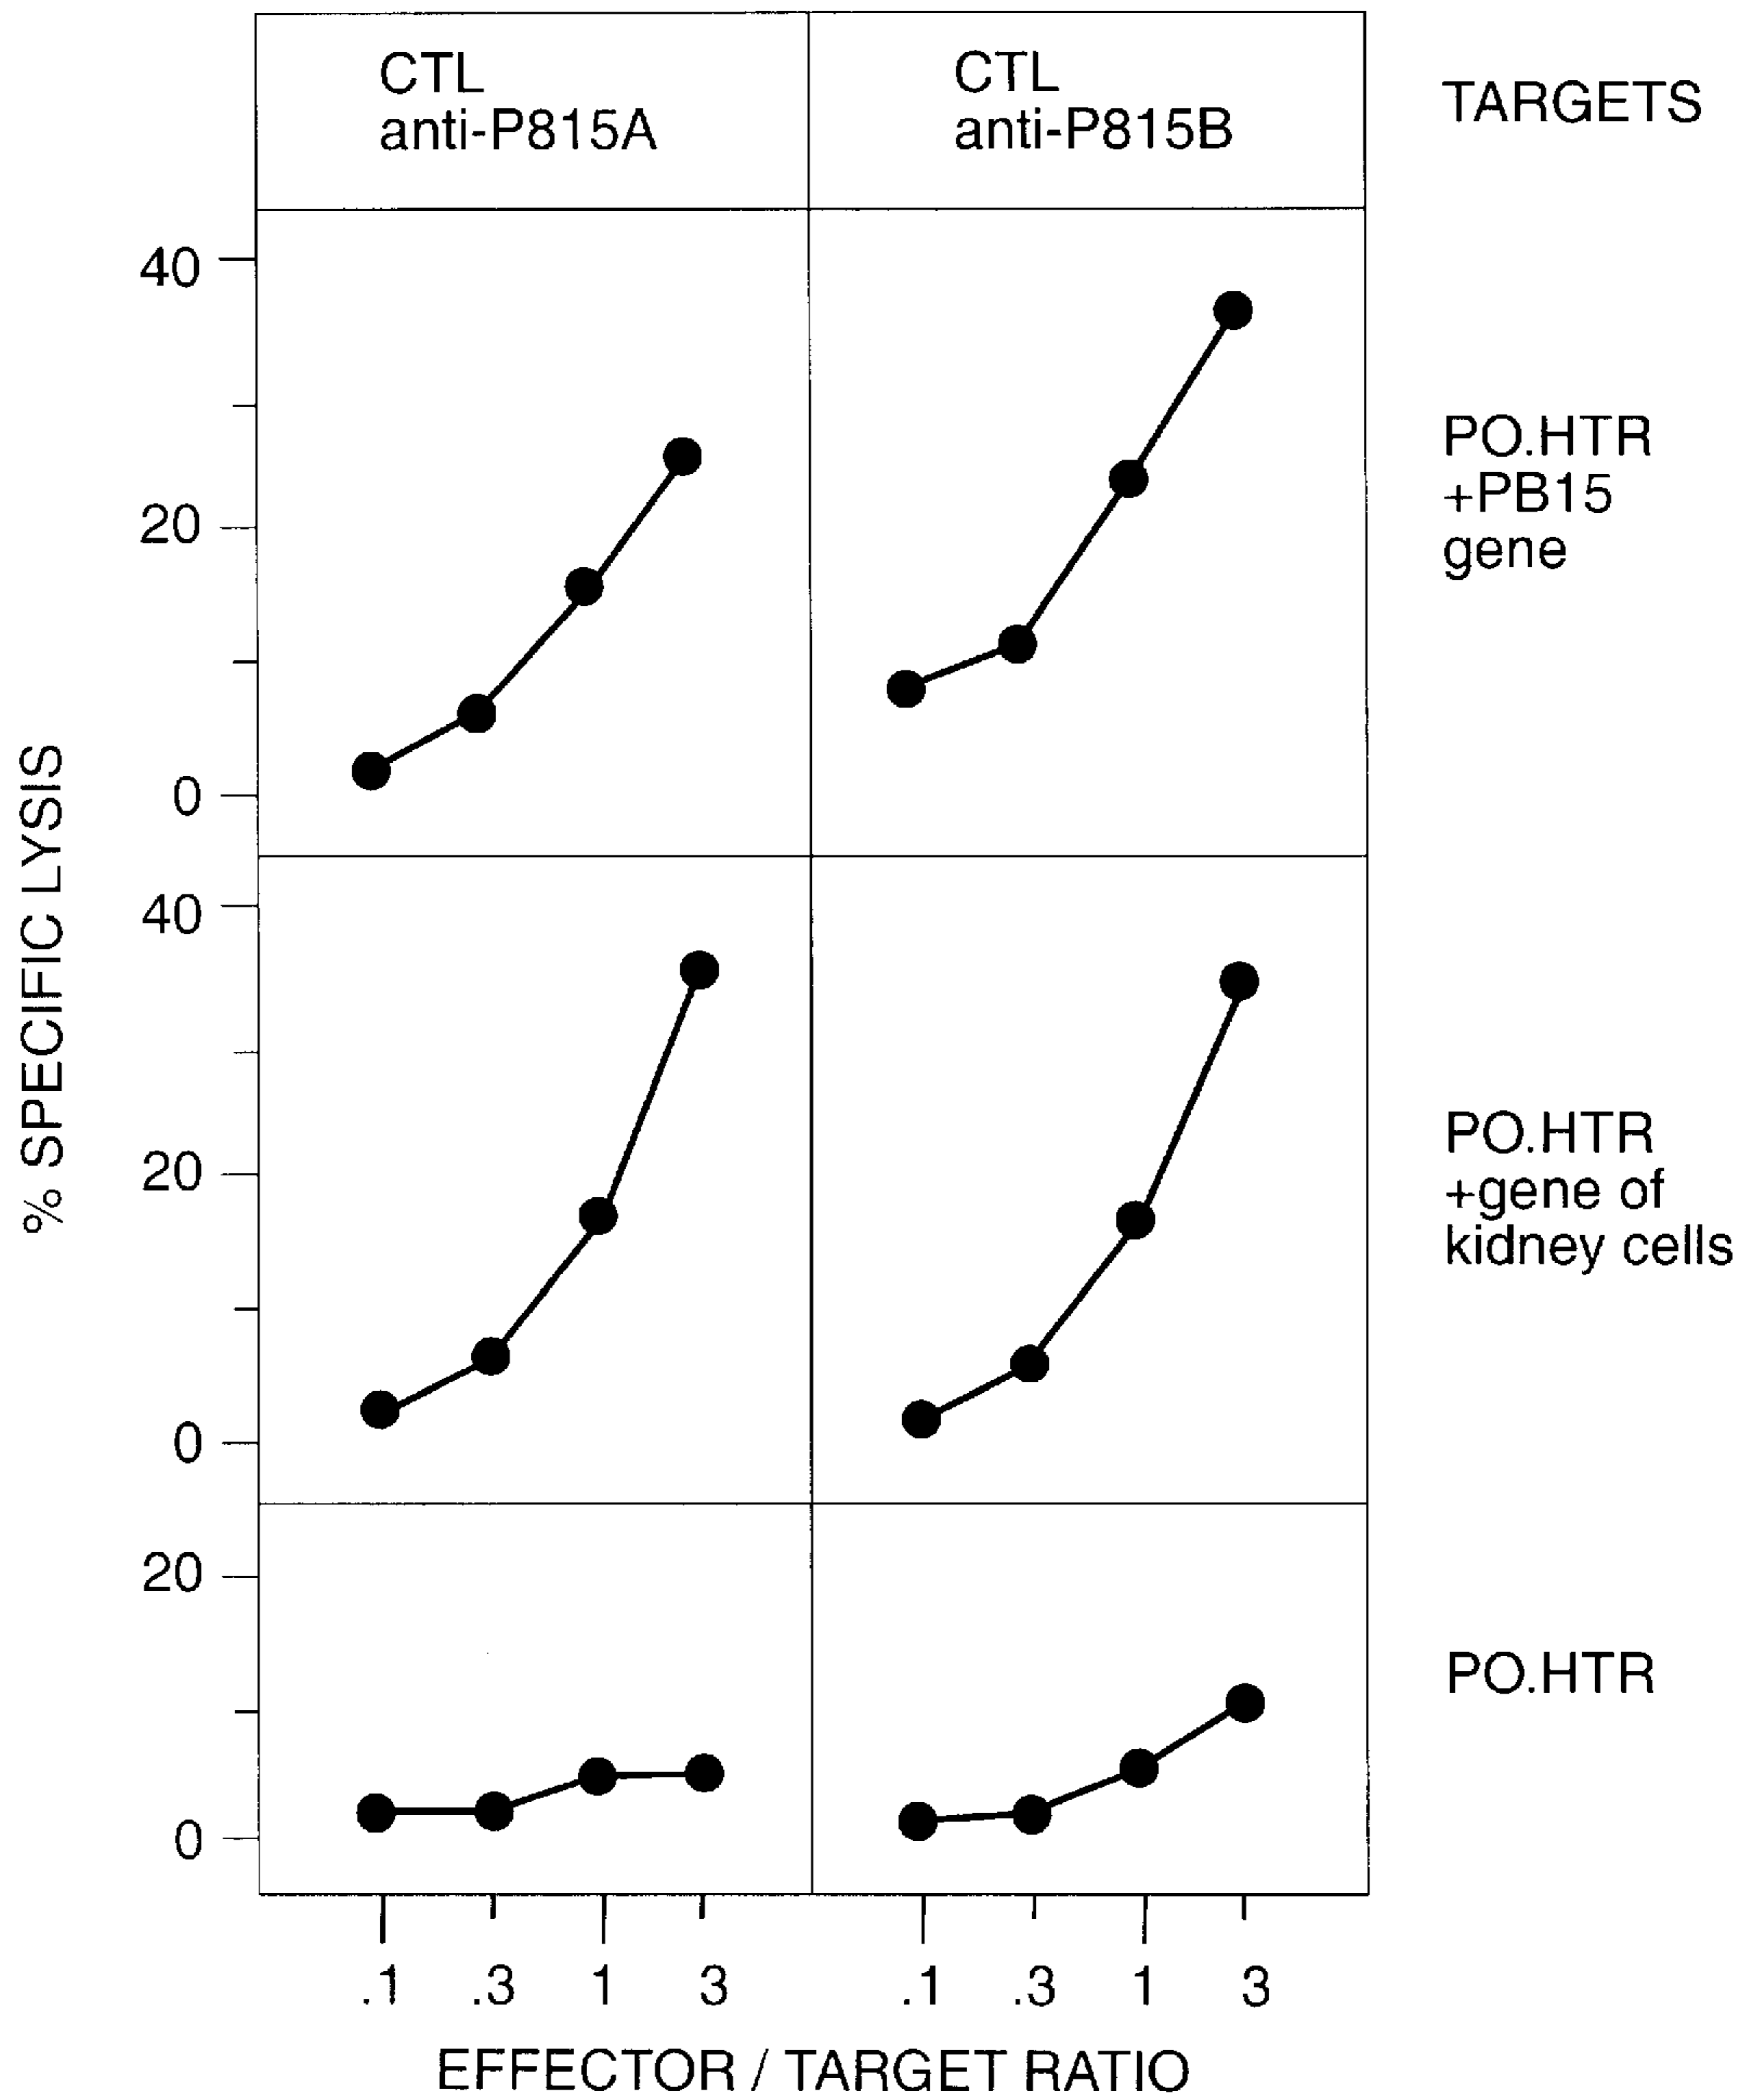 CTL
anti-P815A
CTL
anti-P815B
TARGETS
40
20
0
PO.HTR
+PB15
gene
% SPECIFIC LYSIS
40
20
0
PO.HTR
+gene of
kidney cells
20
0
PO.HTR
.1 .3 1 3 .1 .3 1 3
EFFECTOR / TARGET RATIO